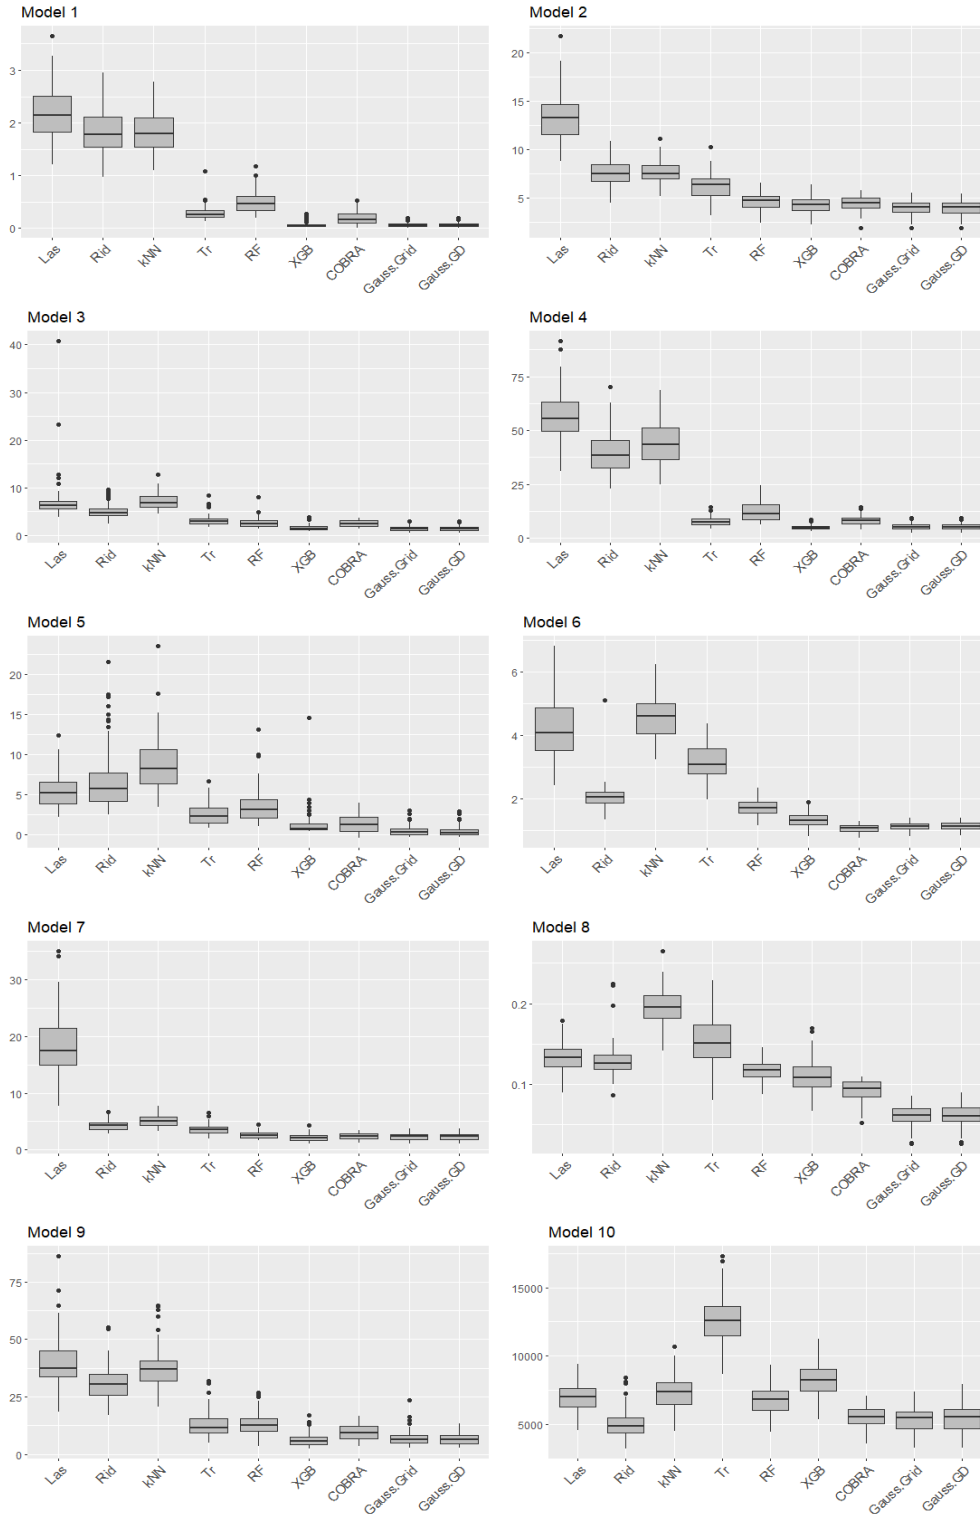 Model 1
3
2
1
0
Las Rid kNN Tr RF XGB COBRA Gauss.Grid Gauss.GD
Model 2
20
15
10
5
Las Rid kNN Tr RF XGB COBRA Gauss.Grid Gauss.GD
Model 3
40
30
20
10
0
Las Rid kNN Tr RF XGB COBRA Gauss.Grid Gauss.GD
Model 4
75
50
25
0
Las Rid kNN Tr RF XGB COBRA Gauss.Grid Gauss.GD
Model 5
20
15
10
5
0
Las Rid kNN Tr RF XGB COBRA Gauss.Grid Gauss.GD
Model 6
6
4
2
Las Rid kNN Tr RF XGB COBRA Gauss.Grid Gauss.GD
Model 7
30
20
10
0
Las Rid kNN Tr RF XGB COBRA Gauss.Grid Gauss.GD
Model 8
0.2
0.1
Las Rid kNN Tr RF XGB COBRA Gauss.Grid Gauss.GD
Model 9
75
50
25
0
Las Rid kNN Tr RF XGB COBRA Gauss.Grid Gauss.GD
Model 10
15000
10000
5000
Las Rid kNN Tr RF XGB COBRA Gauss.Grid Gauss.GD